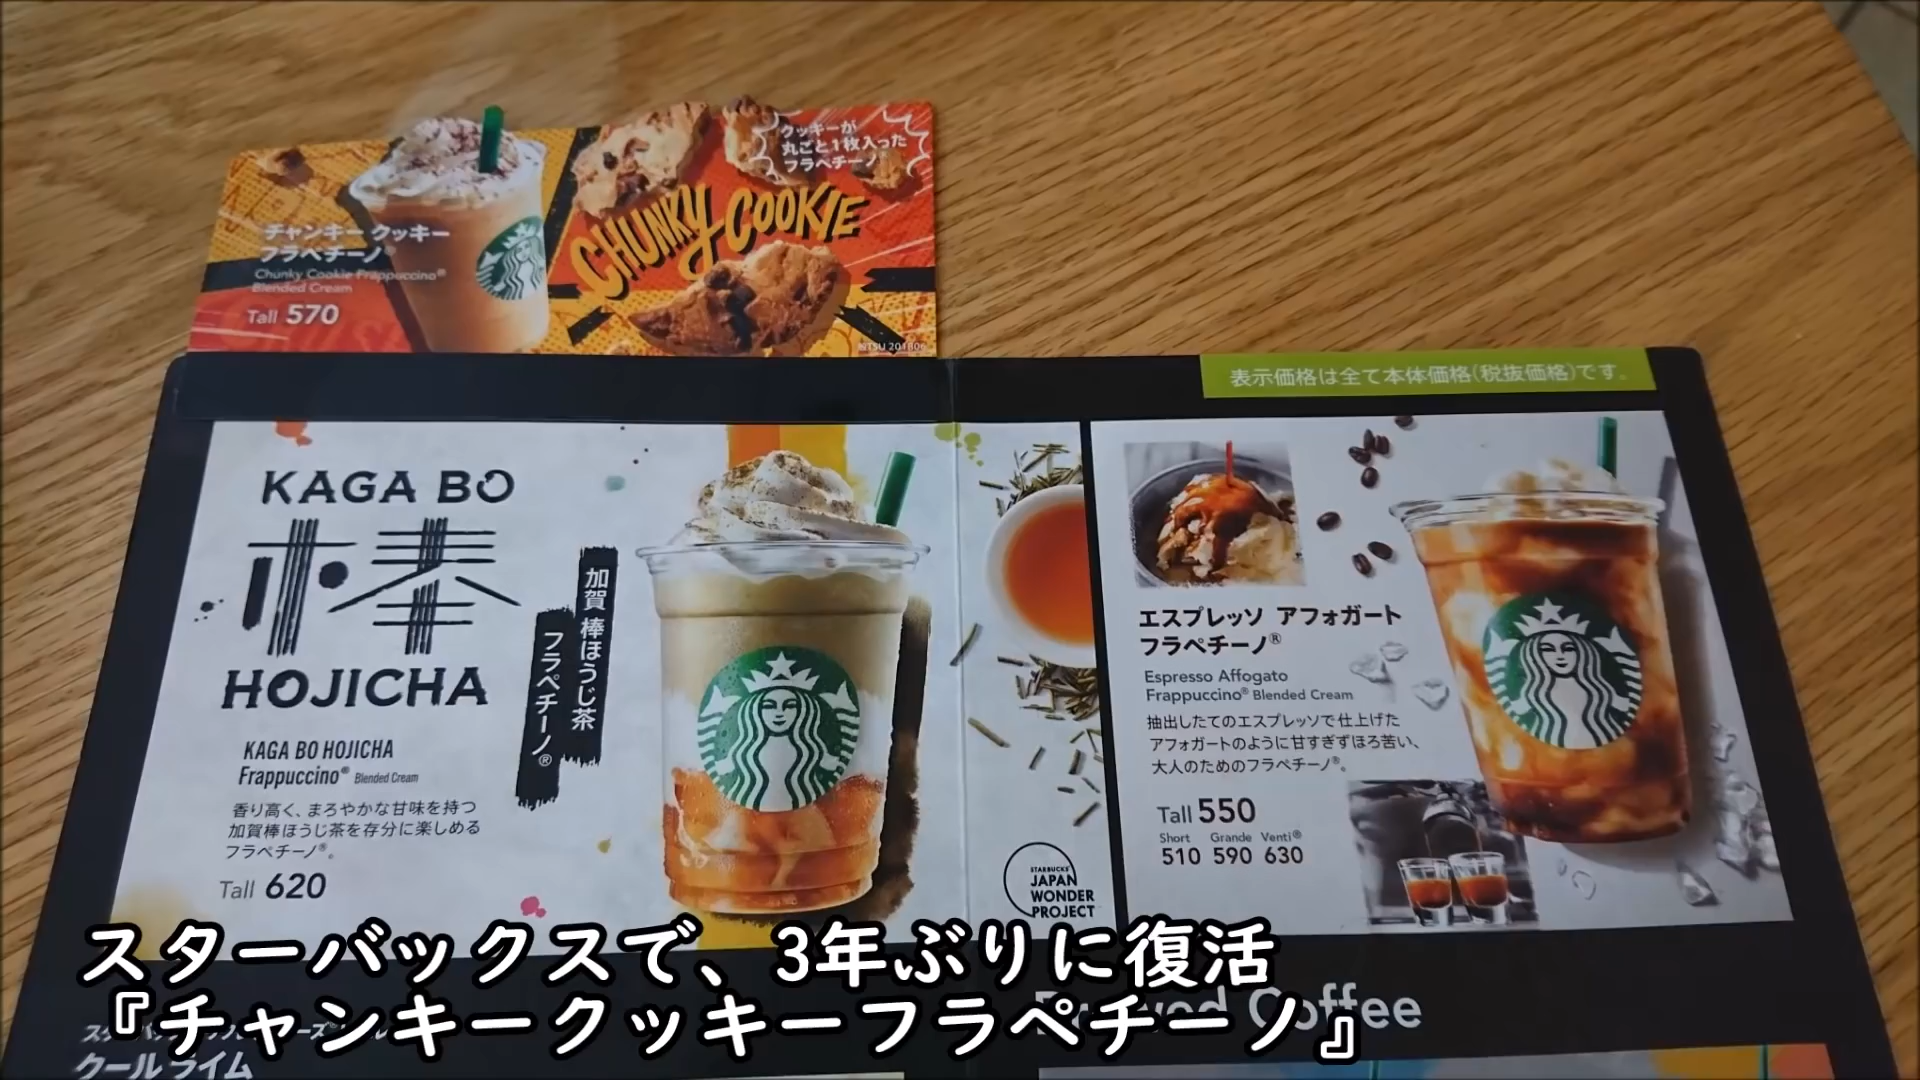 クッキーが
丸ごと1枚入った
フラペチーノ
CHUNKY COOKIE
チャンキー クッキー
フラペチーノ®
Chunky Cookie Frappuccino®
Blended Cream
Tall 570
表示価格は全て本体価格(税抜価格)です。
KAGA BO
棒
HOJICHA
加賀 棒ほうじ茶
フラペチーノ®
KAGA BO HOJICHA
Frappuccino® Blended Cream
香り高く、まろやかな甘味を持つ
加賀棒ほうじ茶を存分に楽しめる
フラペチーノ®。
Tall 620
STARBUCKS
JAPAN
WONDER
PROJECT
エスプレッソ アフォガート
フラペチーノ®
Espresso Affogato
Frappuccino® Blended Cream
抽出したてのエスプレッソで仕上げた
アフォガートのように甘すぎずほろ苦い、
大人のためのフラペチーノ®。
Tall 550
Short Grande Venti®
510 590 630
Coffee
クール ライム
スターバックスで、3年ぶりに復活
『チャンキークッキーフラペチーノ』